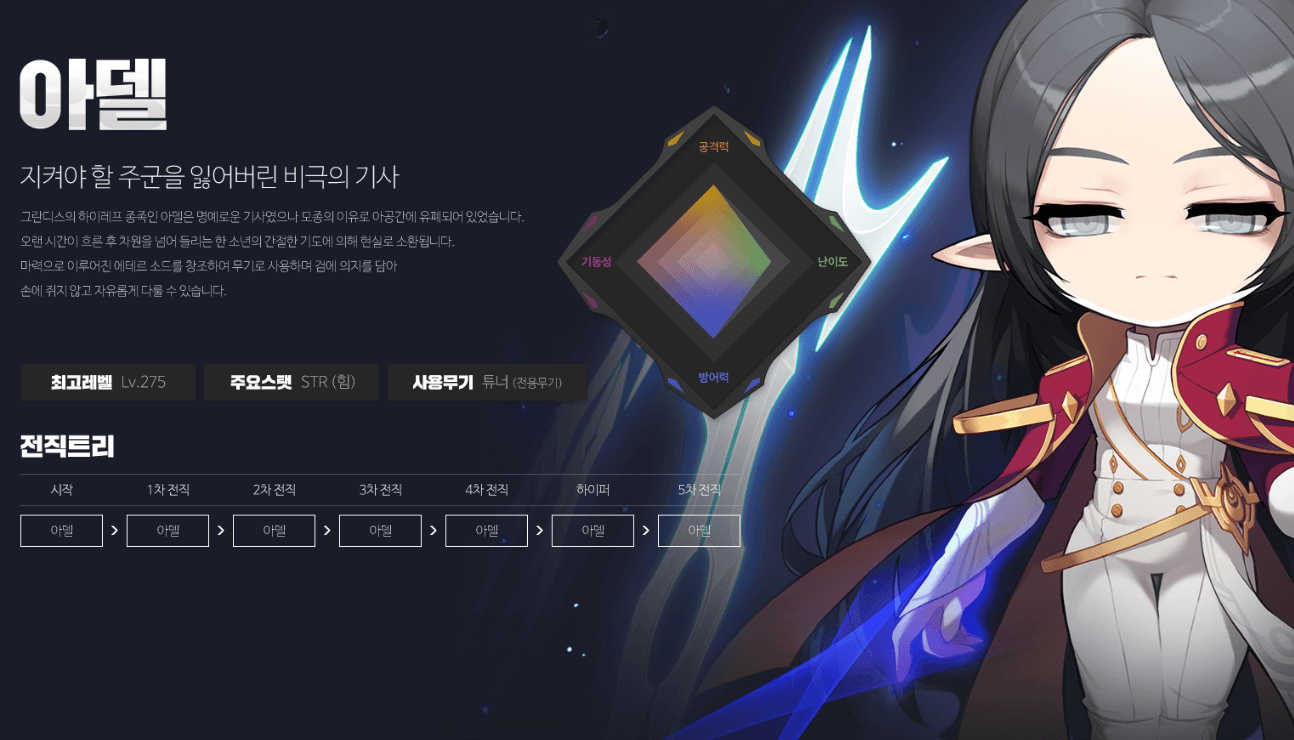 아델
지켜야 할 주군을 잃어버린 비극의 기사
그란디스의 하이레프 종족인 아델은 명예로운 기사였으나 모종의 이유로 아공간에 유폐되어 있었습니다.
오랜 시간이 흐른 후 차원을 넘어 들리는 한 소년의 간절한 기도에 의해 현실로 소환됩니다.
마력으로 이루어진 에테르 소드를 창조하여 무기로 사용하며 검에 의지를 담아
손에 쥐지 않고 자유롭게 다룰 수 있습니다.
공격력
기동성
난이도
방어력
최고레벨 Lv.275
주요스탯 STR (힘)
사용무기 튜너 (전용무기)
전직트리
시작 1차 전직 2차 전직 3차 전직 4차 전직 하이퍼 5차 전직
아델 > 아델 > 아델 > 아델 > 아델 > 아델 > 아델